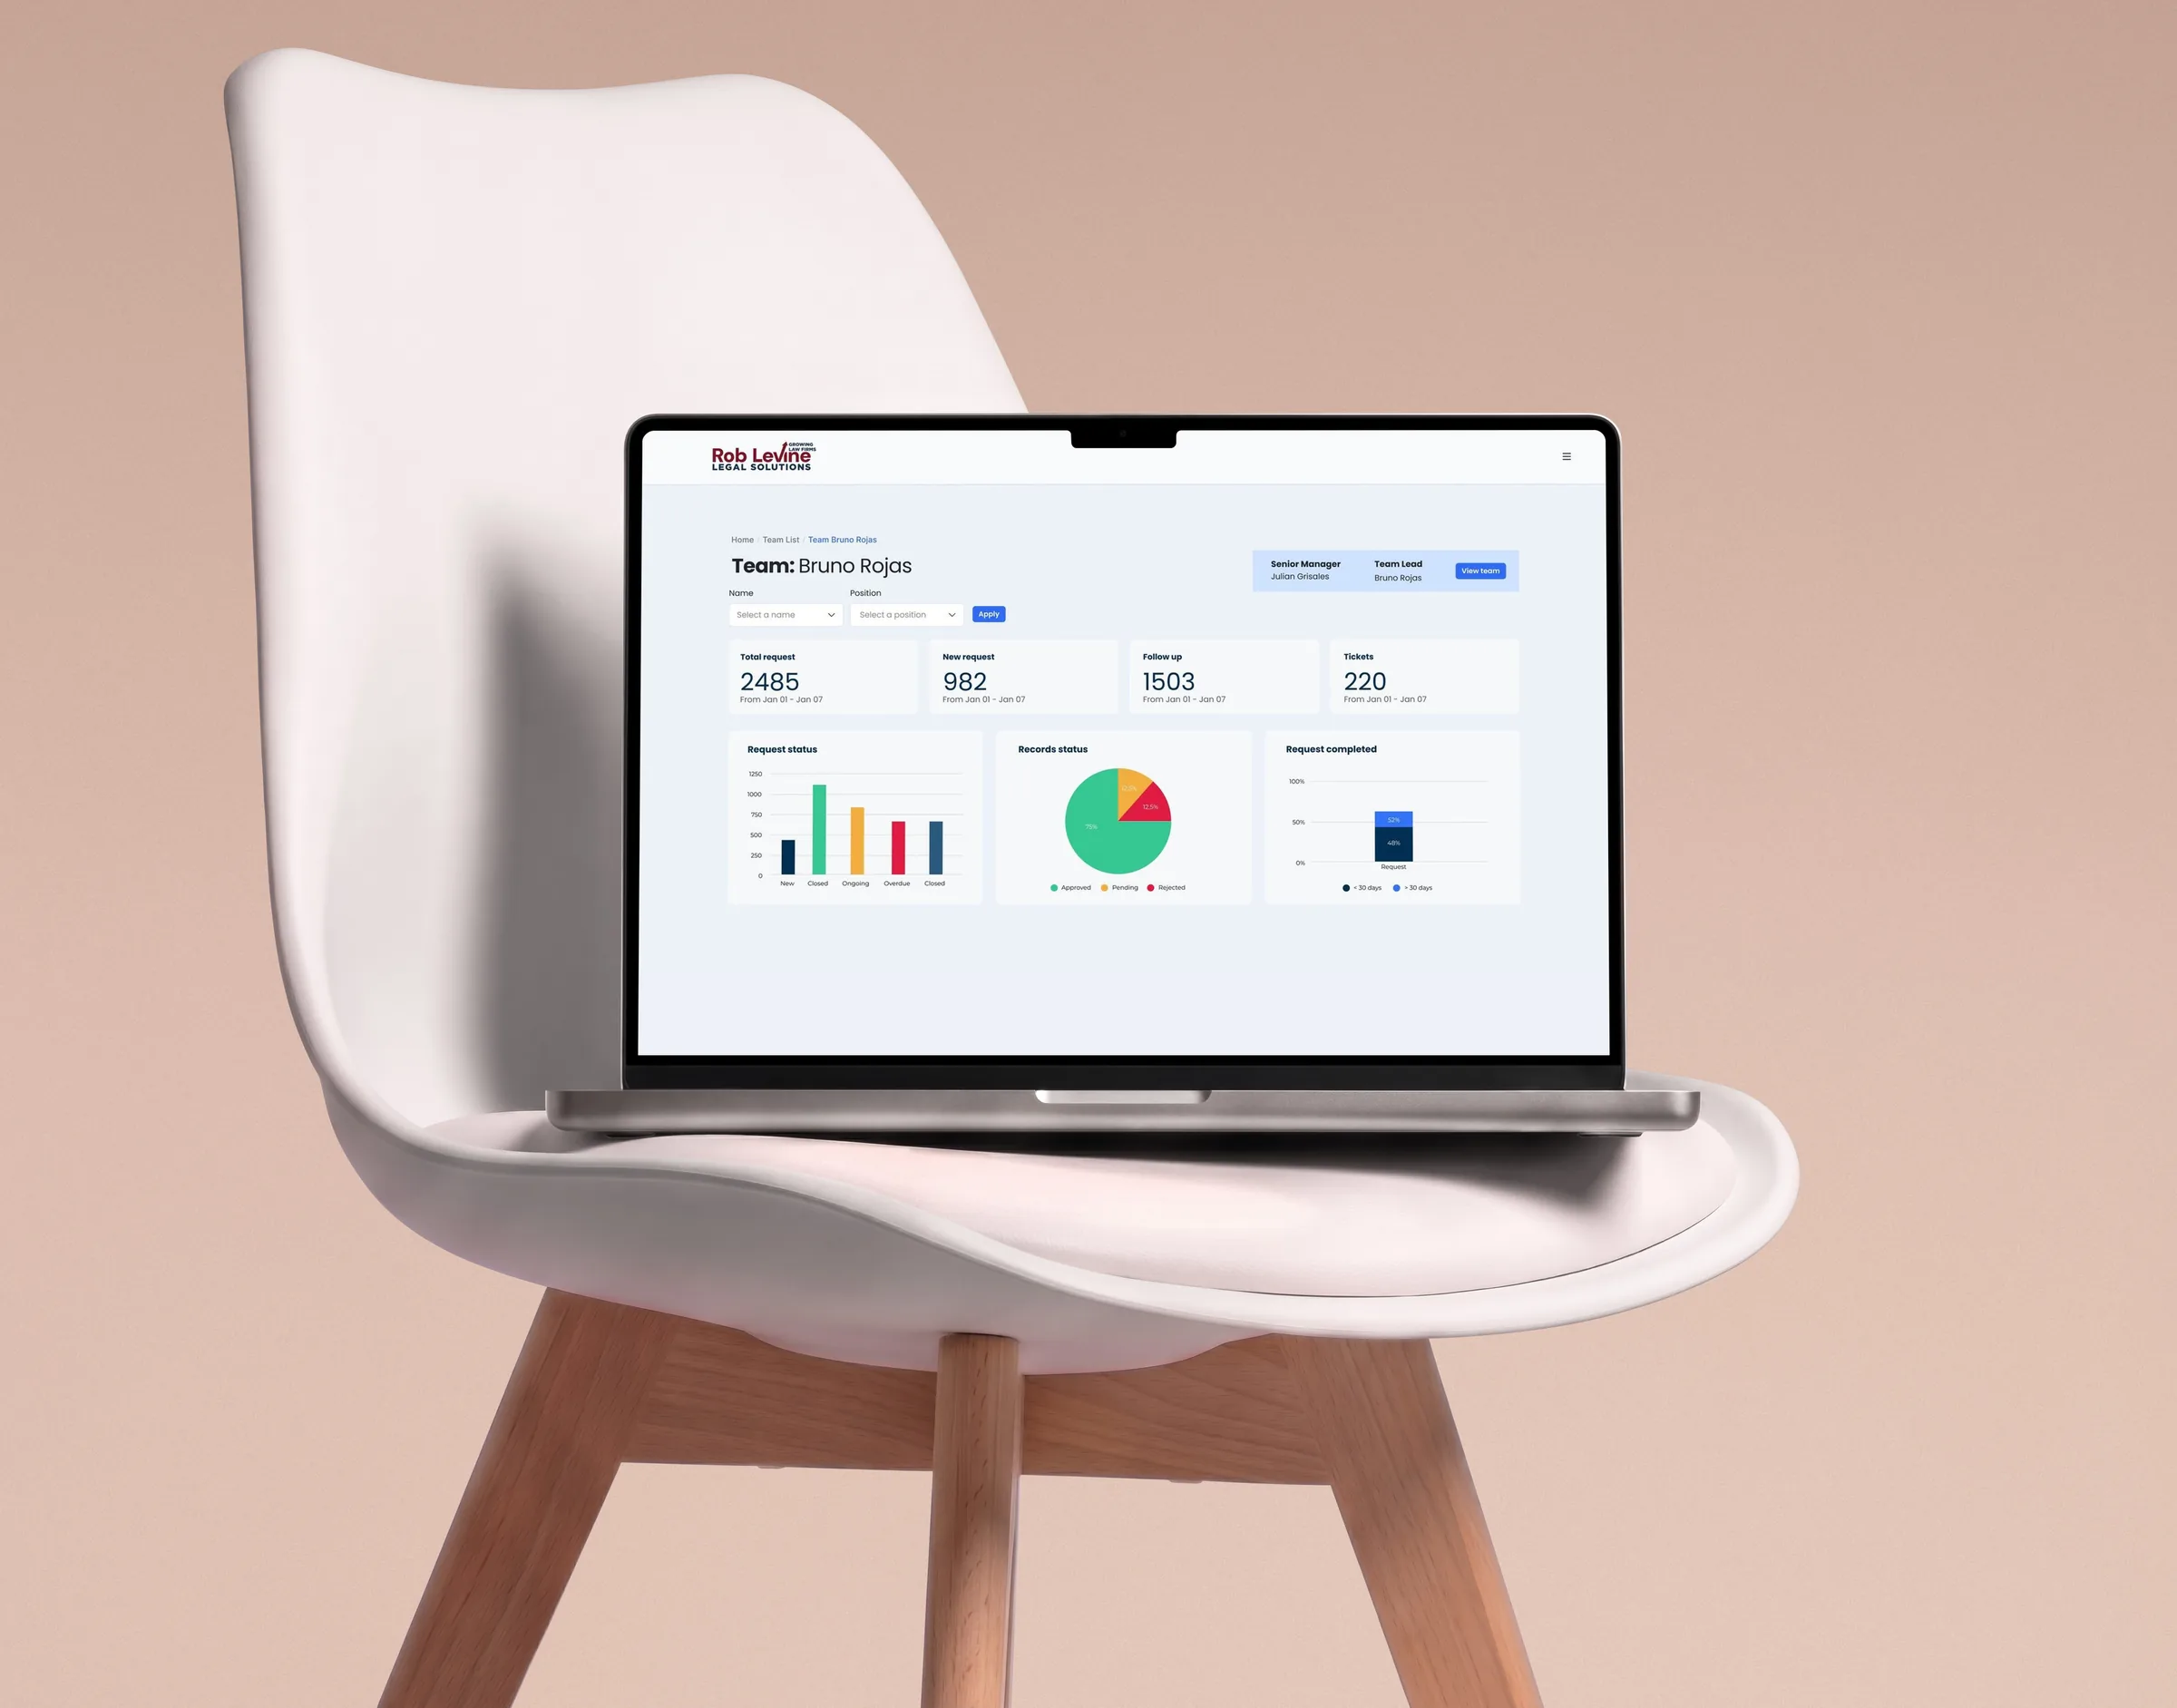 GROWING
LAW FIRMS
Rob Levine
LEGAL SOLUTIONS
Home / Team List / Team Bruno Rojas
Team: Bruno Rojas
Senior Manager Team Lead
Julian Grisales Bruno Rojas
View team
Name Position
Select a name Select a position Apply
Total request New request Follow up Tickets
2485 982 1503 220
From Jan 01 - Jan 07 From Jan 01 - Jan 07 From Jan 01 - Jan 07 From Jan 01 - Jan 07
Request status
1250
1000
750
500
250
0
New Closed Ongoing Overdue Closed
Records status
12,5%
75%
Approved Pending Rejected
Request completed
100%
50%
0%
52%
48%
Request
< 30 days > 30 days